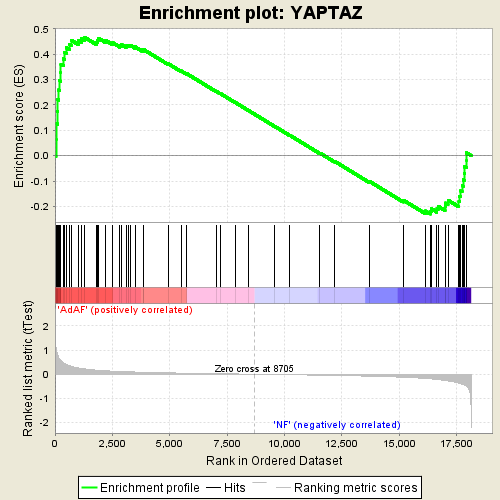 Enrichment plot: YAPTAZ
Enrichment score (ES)
0.5
0.4
0.3
0.2
0.1
0.0
-0.1
-0.2
'AdAF' (positively correlated)
Ranked list metric (tTest)
2
1
0
-1
-2
Zero cross at 8705
'NF' (negatively correlated)
0 2,500 5,000 7,500 10,000 12,500 15,000 17,500
Rank in Ordered Dataset
Enrichment profile Hits Ranking metric scores